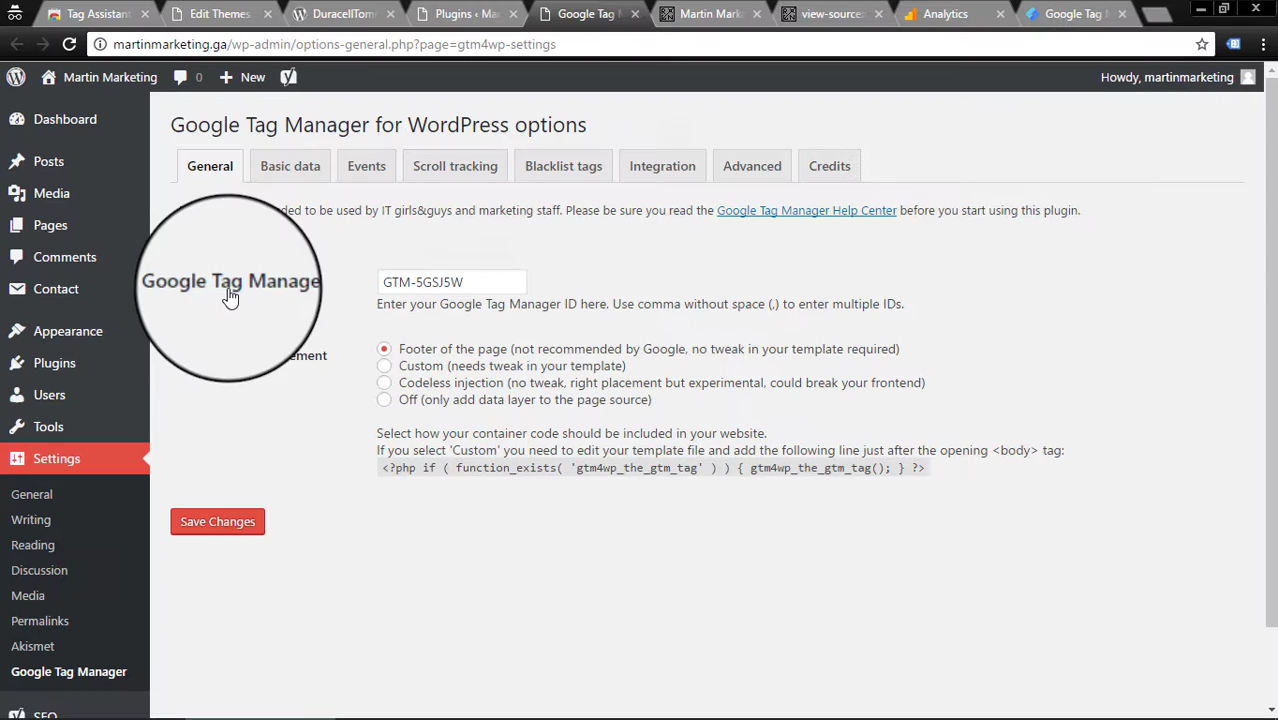 Tag Assistant
Edit Themes
DuracellTom
Plugins ‹ Ma
Google Tag M
Martin Mark
view-source
Analytics
Google Tag M
martinmarketing.ga/wp-admin/options-general.php?page=gtm4wp-settings
Martin Marketing 0 New Howdy, martinmarketing
Dashboard
Posts
Media
Pages
Comments
Contact
Appearance
Plugins
Users
Tools
Settings
General
Writing
Reading
Discussion
Media
Permalinks
Akismet
Google Tag Manager
SEO
Google Tag Manager for WordPress options
General Basic data Events Scroll tracking Blacklist tags Integration Advanced Credits
ded to be used by IT girls&guys and marketing staff. Please be sure you read the Google Tag Manager Help Center before you start using this plugin.
Google Tag Manage
GTM-5GSJ5W
Enter your Google Tag Manager ID here. Use comma without space (,) to enter multiple IDs.
ement
Footer of the page (not recommended by Google, no tweak in your template required)
Custom (needs tweak in your template)
Codeless injection (no tweak, right placement but experimental, could break your frontend)
Off (only add data layer to the page source)
Select how your container code should be included in your website.
If you select 'Custom' you need to edit your template file and add the following line just after the opening <body> tag:
<?php if ( function_exists( 'gtm4wp_the_gtm_tag' ) ) { gtm4wp_the_gtm_tag(); } ?>
Save Changes